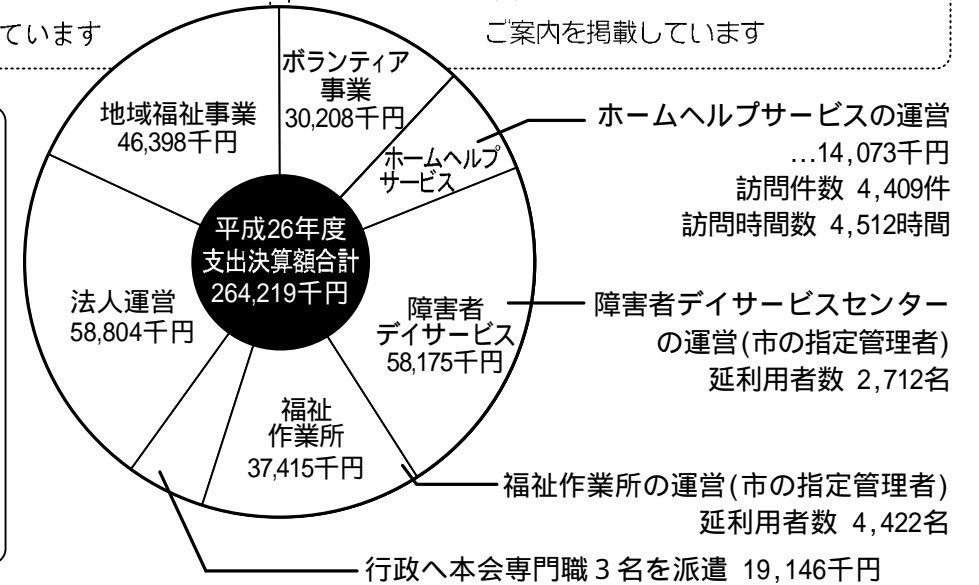 ています
ご案内を掲載しています
ボランティア
事業
30,208千円
地域福祉事業
46,398千円
ホームヘルプ
サービス
ホームヘルプサービスの運営
…14,073千円
訪問件数 4,409件
訪問時間数 4,512時間
平成26年度
支出決算額合計
264,219千円
法人運営
58,804千円
障害者
デイサービス
58,175千円
障害者デイサービスセンター
の運営(市の指定管理者)
延利用者数 2,712名
福祉
作業所
37,415千円
福祉作業所の運営(市の指定管理者)
延利用者数 4,422名
行政へ本会専門職3名を派遣 19,146千円